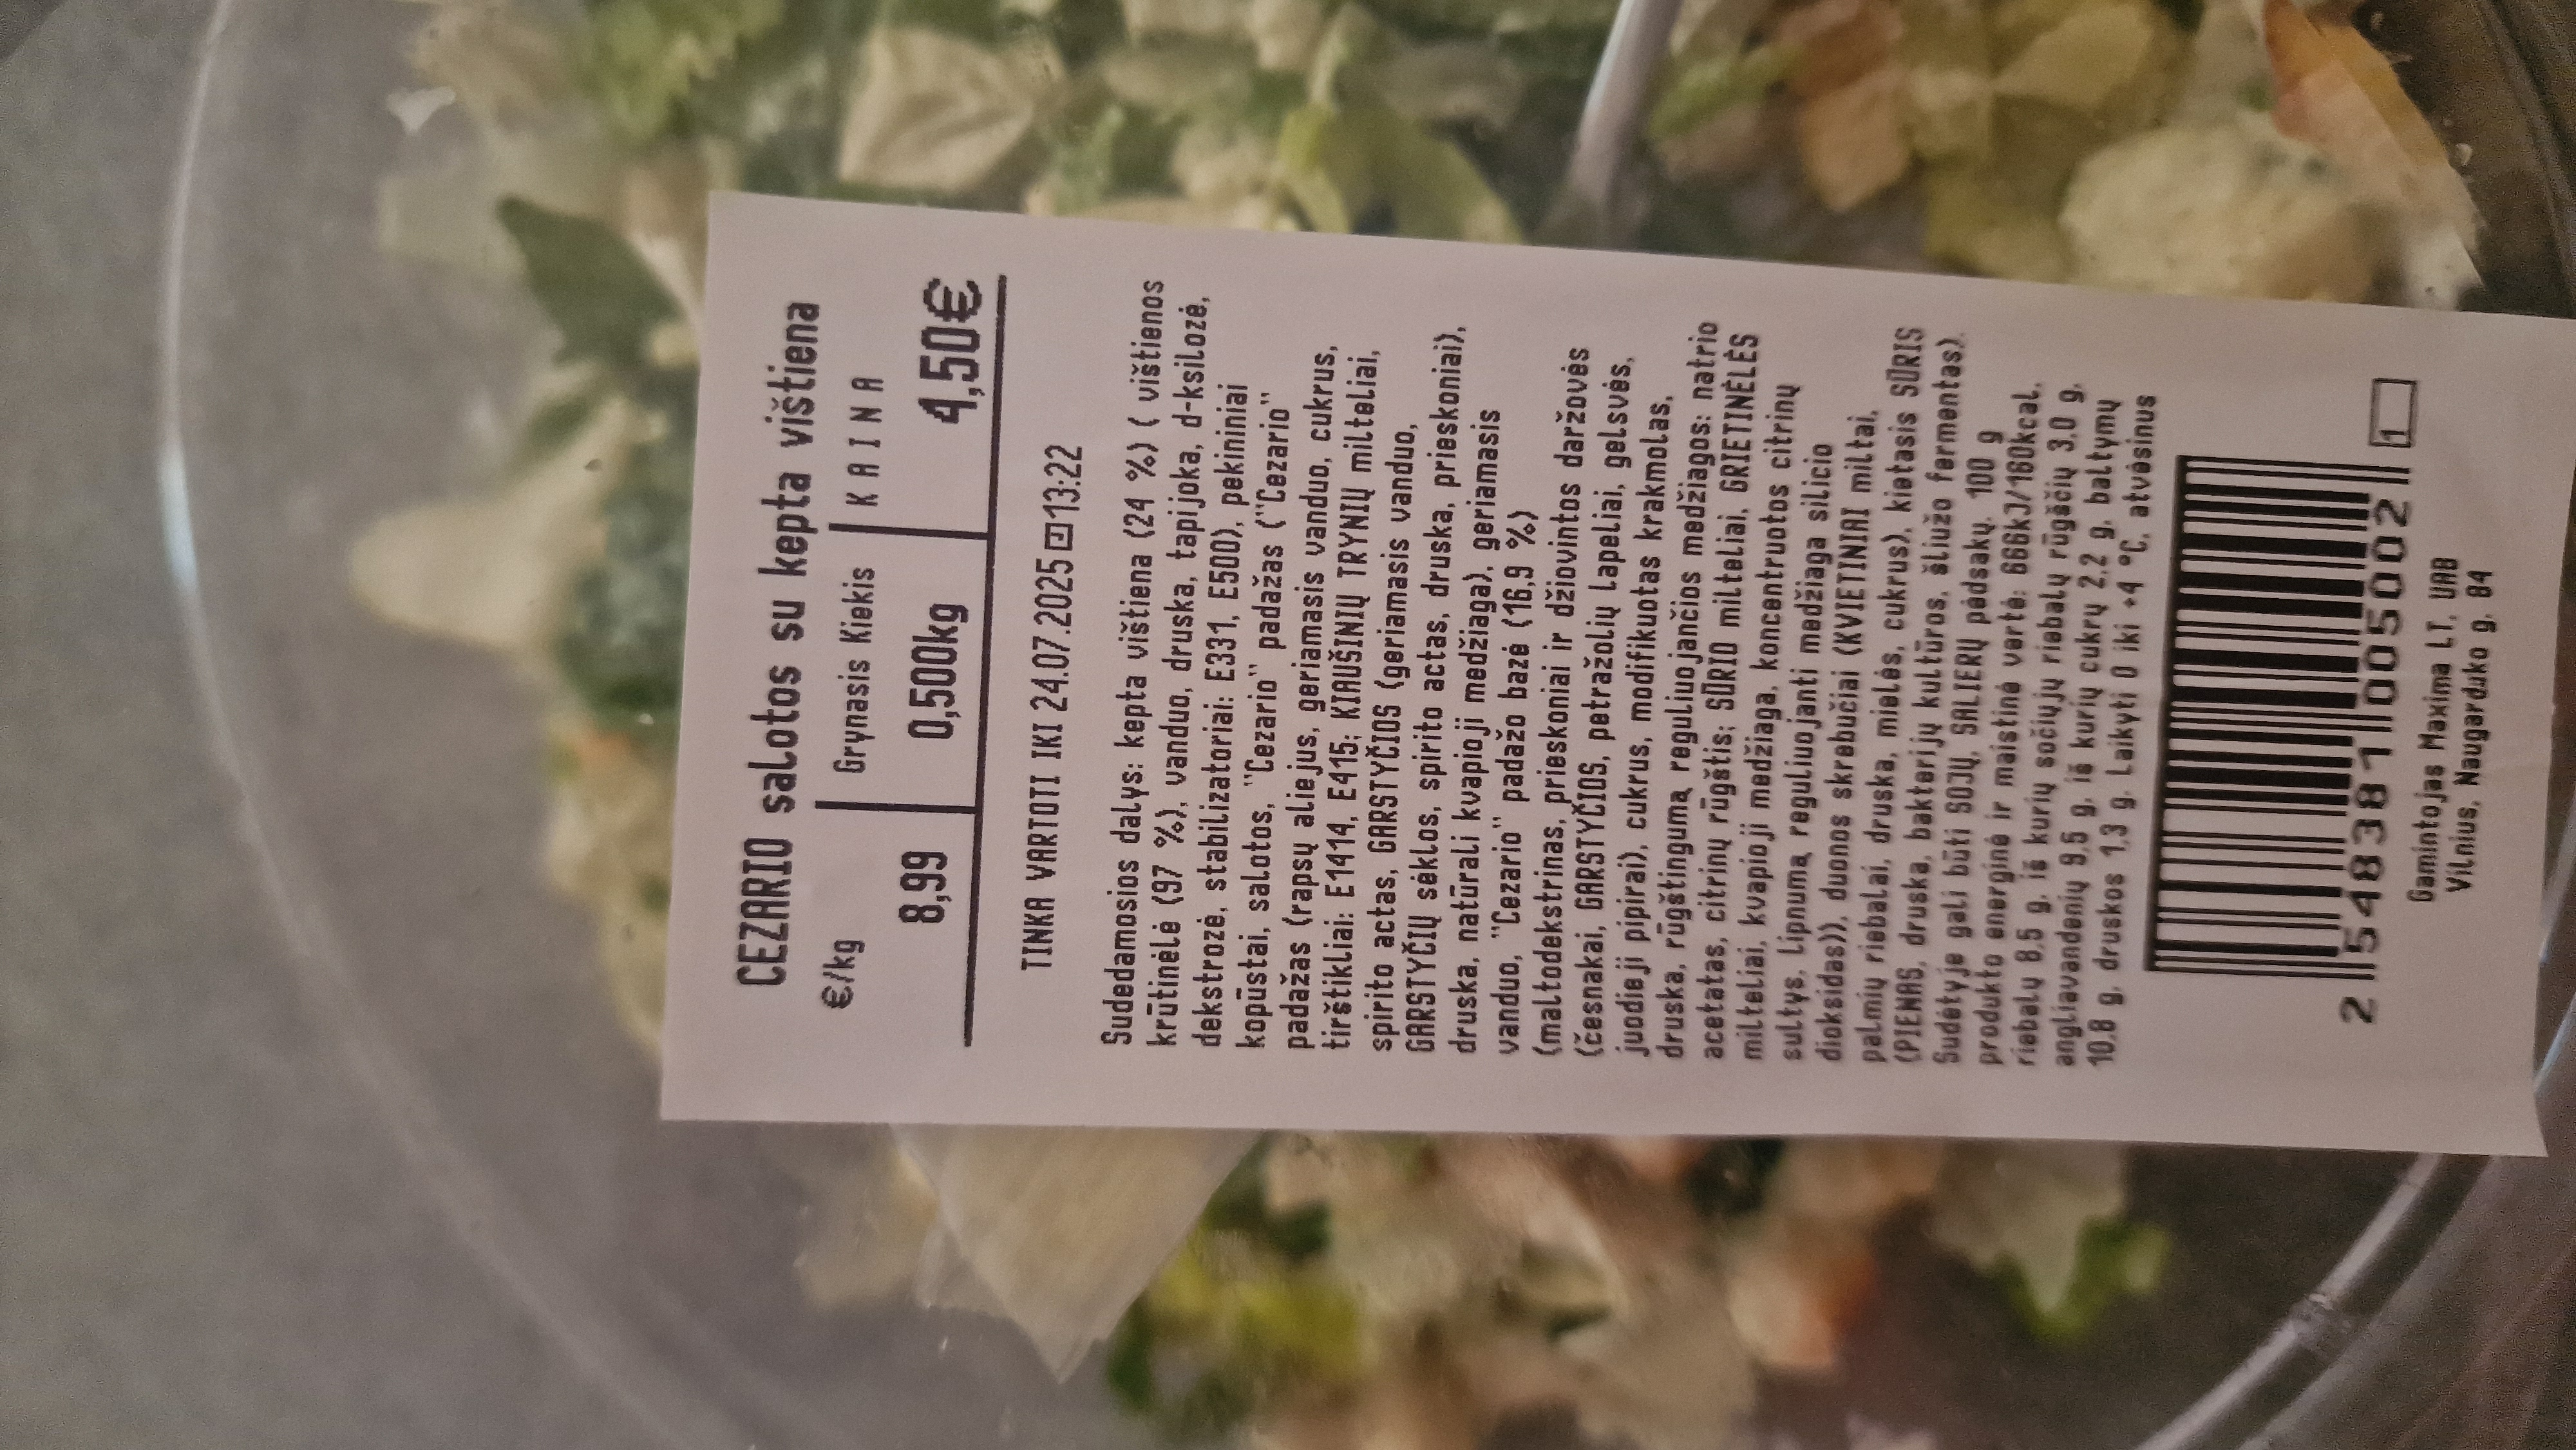 CEZARIO salotos su kepta vištiena
€/kg Grynasis Kiekis KAINA
8,99 0,500kg 4,50€
TINKA VARTOTI IKI 24.07.2025 13:22
Sudedamosios dalys: kepta vištiena (24 %) ( vištienos
krūtinėlė (97 %), vanduo, druska, tapijoka, d-ksilozė,
dekstrozė, stabilizatoriai: E331, E500), pekininiai
kopūstai, salotos, "Cezario" padažas ("Cezario"
padažas (rapsų aliejus, geriamasis vanduo, cukrus,
tirštikliai: E1414, E415; KIAUŠINIŲ TRYNIŲ milteliai,
spirito actas, GARSTYČIOS (geriamasis vanduo,
GARSTYČIŲ sėklos, spirito actas, druska, prieskoniai),
druska, natūrali kvapioji medžiaga), geriamasis
vanduo, "Cezario" padažo bazė (16,9 %)
(maltodekstrinas, prieskoniai ir džiovintos daržovės
(česnakai, GARSTYČIOS, petražolių lapeliai, gelsvės,
juodieji pipirai), cukrus, modifikuotas krakmolas,
druska, rūgštingumą reguliuojančios medžiagos: natrio
acetatas, citrinų rūgštis; SŪRIO milteliai, GRIETINĖLĖS
milteliai, kvapioji medžiaga, koncentruotos citrinų
sultys, lipnumą reguliuojanti medžiaga silicio
dioksidas)), duonos skrebučiai (KVIETINIAI miltai,
palmių riebalai, druska, mielės, cukrus), kietasis SŪRIS
(PIENAS, druska, bakterijų kultūros, šliužo fermentas).
Sudėtyje gali būti SOJŲ, SALIERŲ pėdsakų. 100 g
produkto energinė ir maistinė vertė: 666kJ/160kcal,
riebalų 8,5 g, iš kurių sočiųjų riebalų rūgščių 3,0 g,
angliavandenių 9,5 g, iš kurių cukrų 2,2 g, baltymų
10,8 g, druskos 1,3 g. Laikyti 0 iki +4 °C, atvėsinus
2 548381 005002
1
Gamintojas Maxima LT, UAB
Vilnius, Naugarduko g. 84